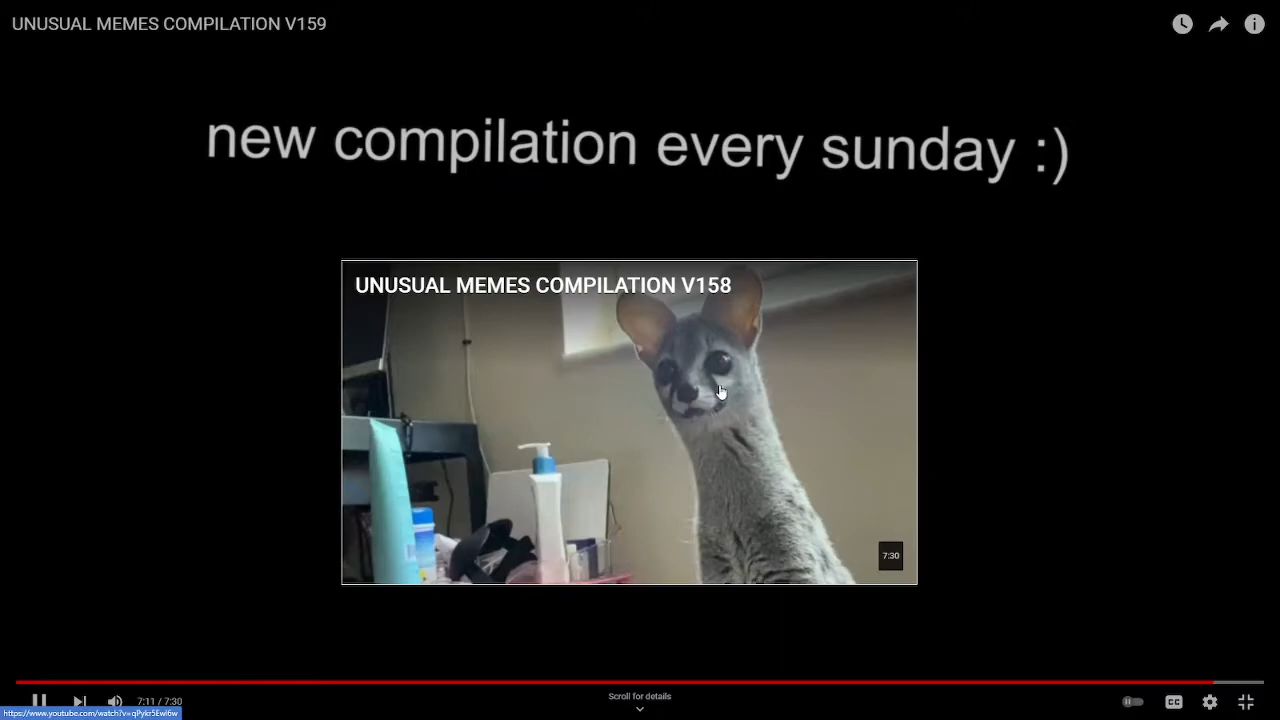 UNUSUAL MEMES COMPILATION V159
new compilation every sunday :)
UNUSUAL MEMES COMPILATION V158
7:30
7:11 / 7:30
Scroll for details
CC